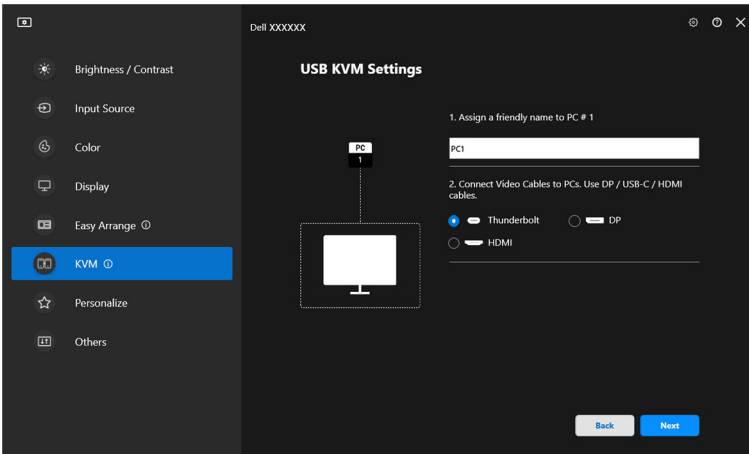 Dell XXXXXX
Brightness / Contrast
Input Source
Color
Display
Easy Arrange
KVM
Personalize
Others
USB KVM Settings
PC
1
1. Assign a friendly name to PC # 1
PC1
2. Connect Video Cables to PCs. Use DP / USB-C / HDMI
cables.
Thunderbolt
DP
HDMI
Back
Next